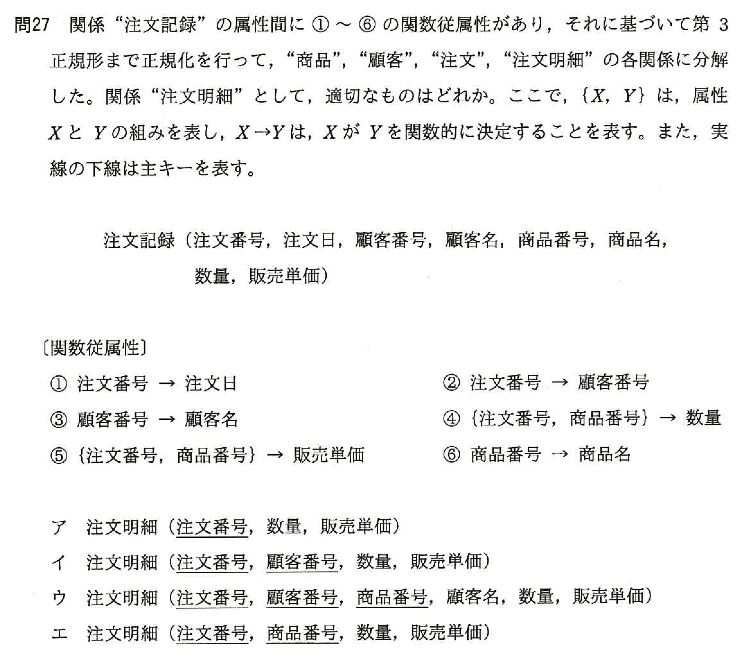 問27 関係“注文記録”の属性間に①～⑥の関数従属性があり，それに基づいて第3
正規形まで正規化を行って，“商品”，“顧客”，“注文”，“注文明細”の各関係に分解
した。関係“注文明細”として，適切なものはどれか。ここで，{X，Y}は，属性
XとYの組みを表し，X→Yは，XがYを関数的に決定することを表す。また，実
線の下線は主キーを表す。
注文記録（注文番号，注文日，顧客番号，顧客名，商品番号，商品名，
数量，販売単価）
〔関数従属性〕
① 注文番号 → 注文日 ② 注文番号 → 顧客番号
③ 顧客番号 → 顧客名 ④ {注文番号，商品番号} → 数量
⑤ {注文番号，商品番号} → 販売単価 ⑥ 商品番号 → 商品名
ア 注文明細（注文番号，数量，販売単価）
イ 注文明細（注文番号，顧客番号，数量，販売単価）
ウ 注文明細（注文番号，顧客番号，商品番号，顧客名，数量，販売単価）
エ 注文明細（注文番号，商品番号，数量，販売単価）